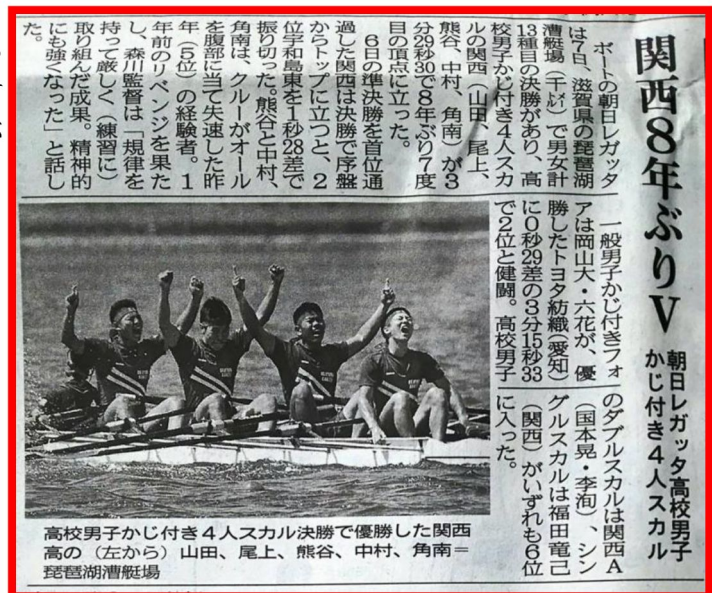 関西8年ぶりV
朝日レガッタ高校男子
かじ付き4人スカル
ボートの朝日レガッタ
は7日、滋賀県の琵琶湖
漕艇場（千メートル）で男女計
13種目の決勝があり、高
校男子かじ付き4人スカ
ルの関西（山田、尾上、
熊谷、中村、角南）が3
分29秒30で8年ぶり7度
目の頂点に立った。
6日の準決勝を首位通
過した関西は決勝で序盤
からトップに立つと、2
位宇和島東を1秒28差で
振り切った。熊谷と中村、
角南は、クルーがオール
を腹部に当て失速した昨
年（5位）の経験者。1
年前のリベンジを果た
し、森川監督は「規律を
持って厳しく（練習に）
取り組んだ成果。精神的
にも強くなった」と話し
た。
一般男子かじ付きフォ
アは岡山大・六花が、優
勝したトヨタ紡織（愛知）
に0秒29差の3分15秒33
で2位と健闘。高校男子
のダブルスカルは関西A
（国本晃・李洵）、シン
グルスカルは福田竜己
（関西）がいずれも6位
に入った。
高校男子かじ付き4人スカル決勝で優勝した関西
高の（左から）山田、尾上、熊谷、中村、角南＝
琵琶湖漕艇場